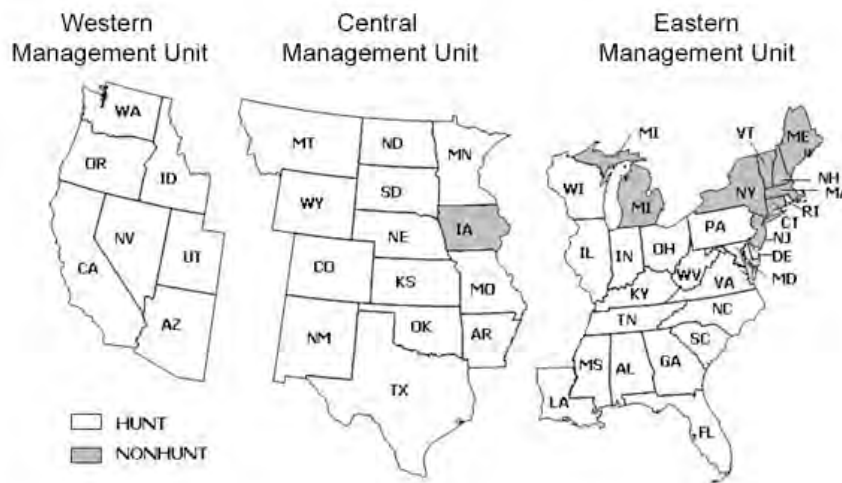 Western
Management Unit
Central
Management Unit
Eastern
Management Unit
WA
OR
ID
CA
NV
UT
AZ
MT
ND
MN
WY
SD
IA
NE
CO
KS
MO
NM
OK
AR
TX
MI
VT
ME
WI
MI
NY
NH
MA
RI
CT
PA
NJ
IL
IN
OH
DE
WV
MD
KY
VA
TN
NC
SC
MS
AL
GA
LA
FL
HUNT
NONHUNT